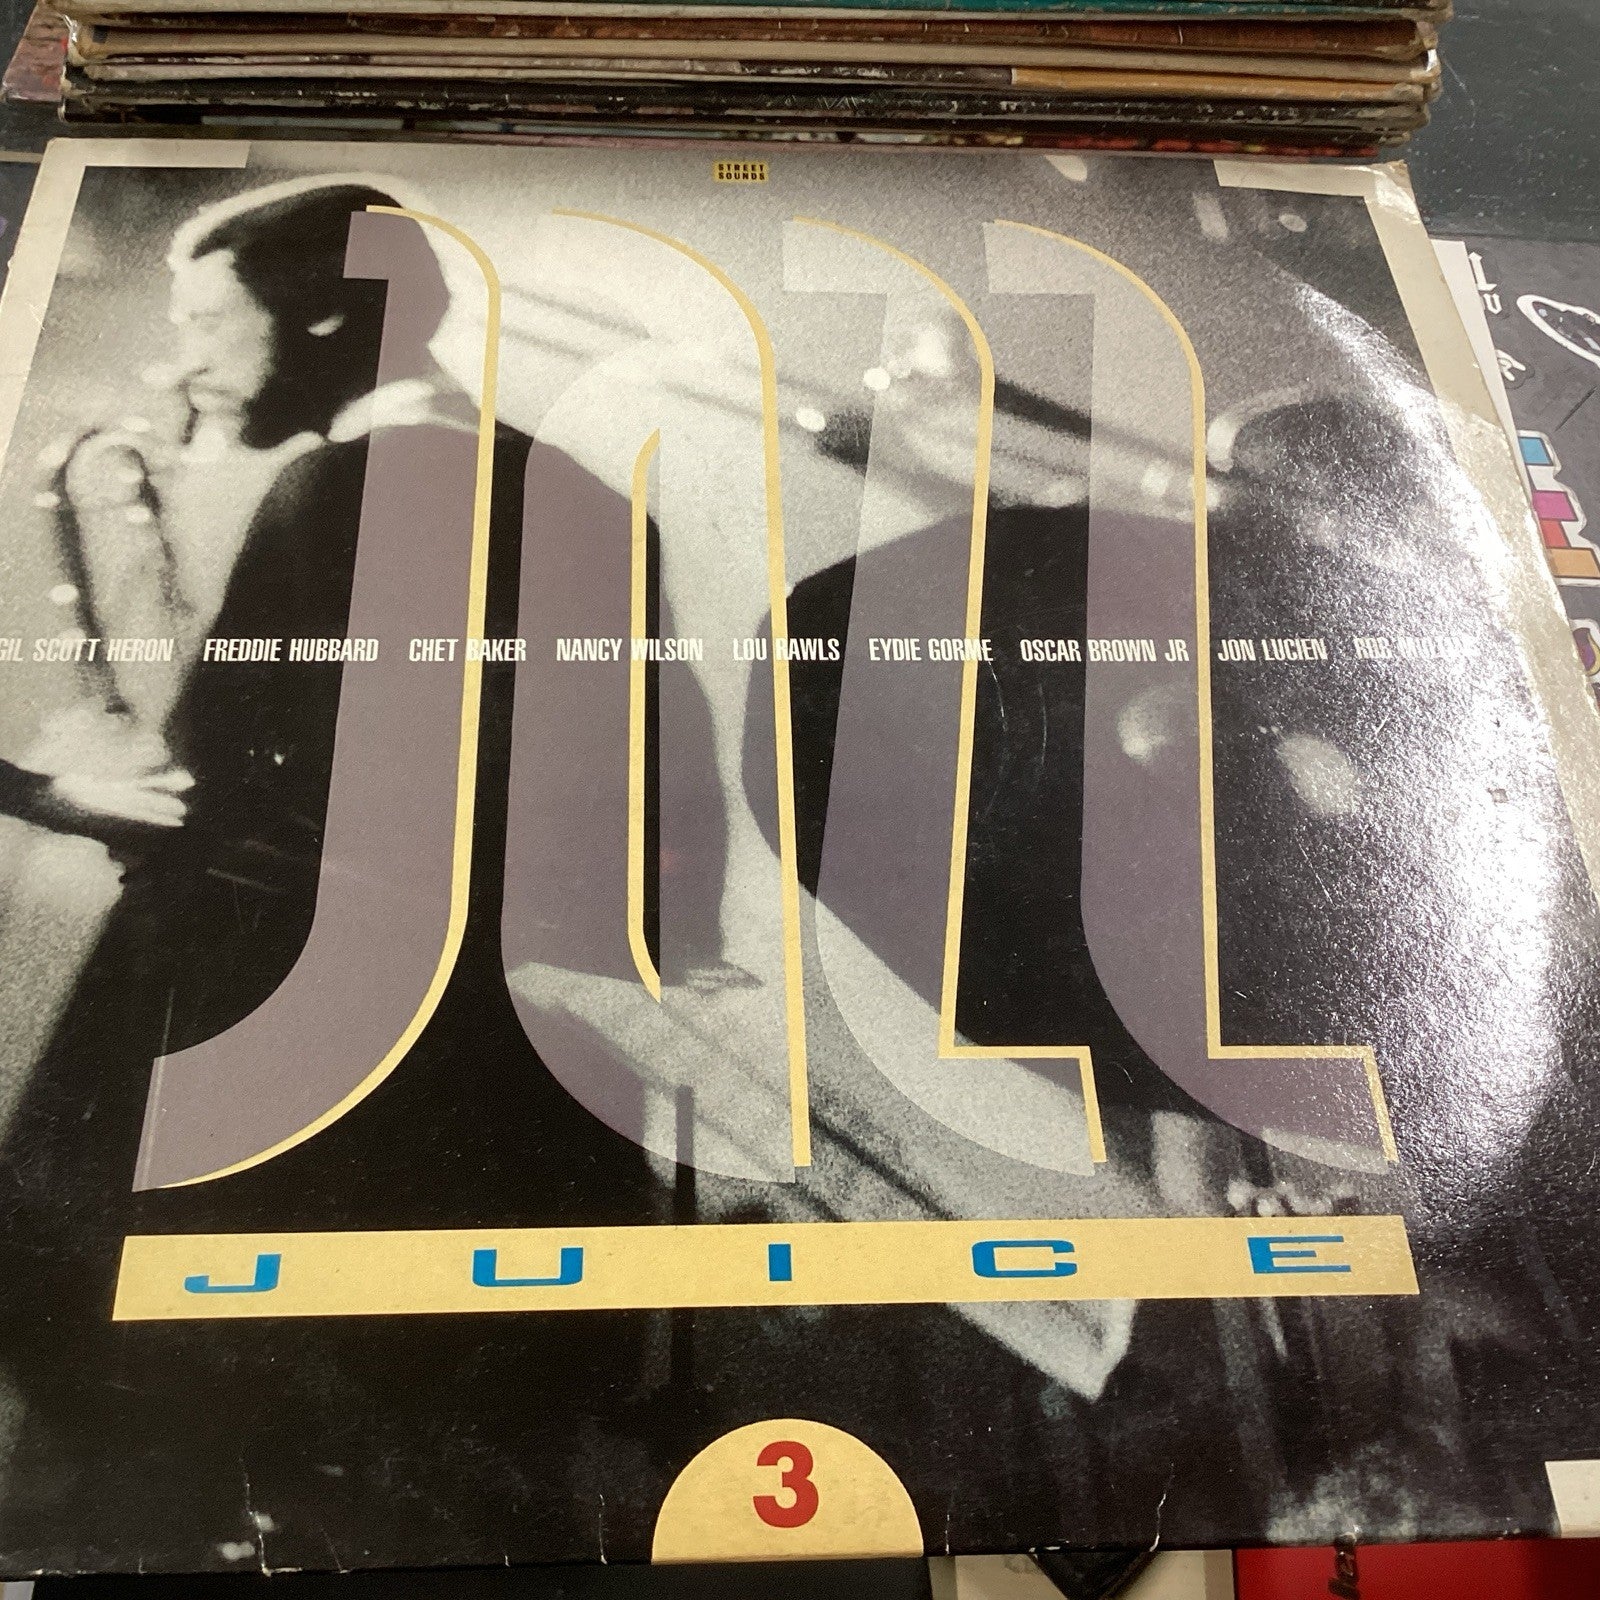 STREET
SOUNDS
JAZZ
GIL SCOTT HERON FREDDIE HUBBARD CHET BAKER NANCY WILSON LOU RAWLS EYDIE GORME OSCAR BROWN JR JON LUCIEN ROB
JUICE
3